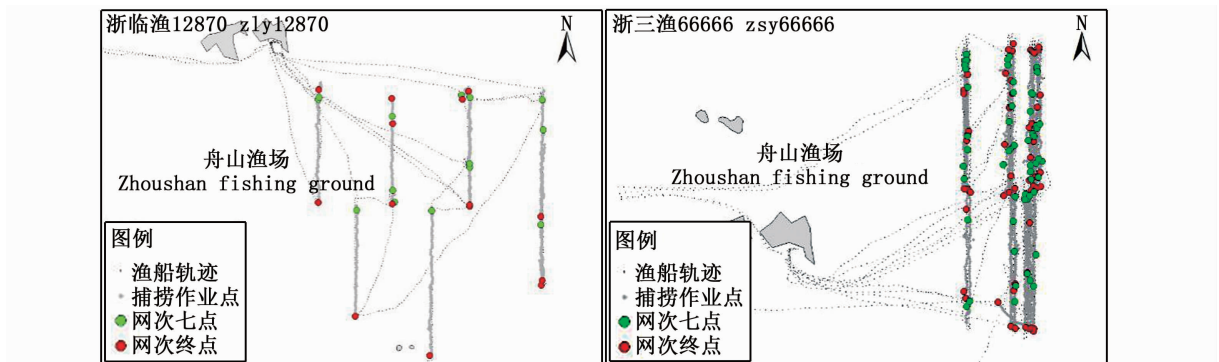 浙临渔12870 zly12870
N
舟山渔场
Zhoushan fishing ground
图例
渔船轨迹
捕捞作业点
网次七点
网次终点
浙三渔66666 zsy66666
N
舟山渔场
Zhoushan fishing ground
图例
渔船轨迹
捕捞作业点
网次七点
网次终点